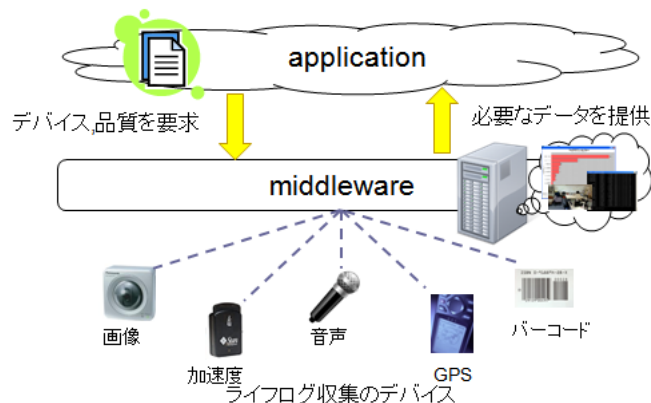 application
デバイス,品質を要求
必要なデータを提供
middleware
画像
加速度
音声
GPS
バーコード
ライフログ収集のデバイス